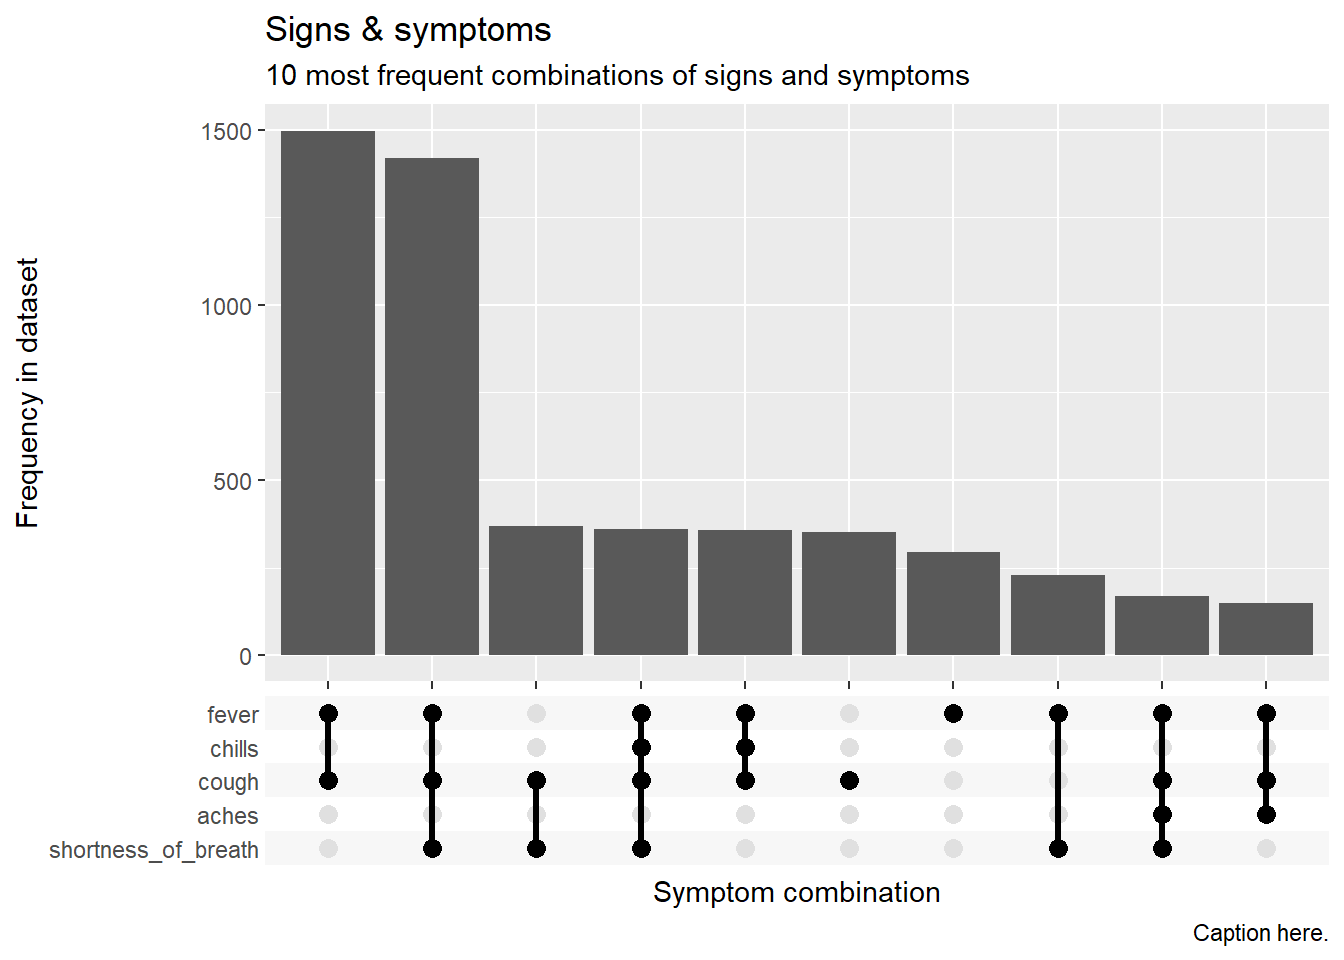 Signs & symptoms
10 most frequent combinations of signs and symptoms
Frequency in dataset
1500
1000
500
0
fever
chills
cough
aches
shortness_of_breath
Symptom combination
Caption here.